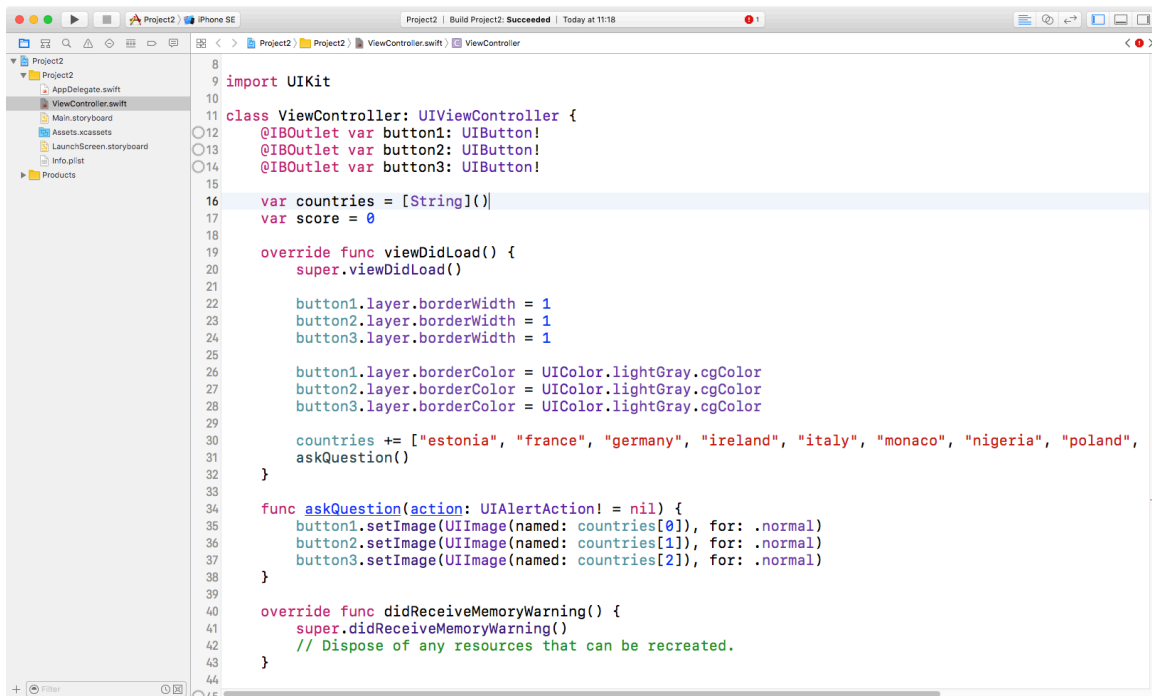 Project2 iPhone SE
Project2 | Build Project2: Succeeded | Today at 11:18
1
Project2 Project2 ViewController.swift C ViewController
Project2
Project2
AppDelegate.swift
ViewController.swift
Main.storyboard
Assets.xcassets
LaunchScreen.storyboard
Info.plist
Products
8
9 import UIKit
10
11 class ViewController: UIViewController {
12 @IBOutlet var button1: UIButton!
13 @IBOutlet var button2: UIButton!
14 @IBOutlet var button3: UIButton!
15
16 var countries = [String]()
17 var score = 0
18
19 override func viewDidLoad() {
20 super.viewDidLoad()
21
22 button1.layer.borderWidth = 1
23 button2.layer.borderWidth = 1
24 button3.layer.borderWidth = 1
25
26 button1.layer.borderColor = UIColor.lightGray.cgColor
27 button2.layer.borderColor = UIColor.lightGray.cgColor
28 button3.layer.borderColor = UIColor.lightGray.cgColor
29
30 countries += ["estonia", "france", "germany", "ireland", "italy", "monaco", "nigeria", "poland",
31 askQuestion()
32 }
33
34 func askQuestion(action: UIAlertAction! = nil) {
35 button1.setImage(UIImage(named: countries[0]), for: .normal)
36 button2.setImage(UIImage(named: countries[1]), for: .normal)
37 button3.setImage(UIImage(named: countries[2]), for: .normal)
38 }
39
40 override func didReceiveMemoryWarning() {
41 super.didReceiveMemoryWarning()
42 // Dispose of any resources that can be recreated.
43 }
44
Filter